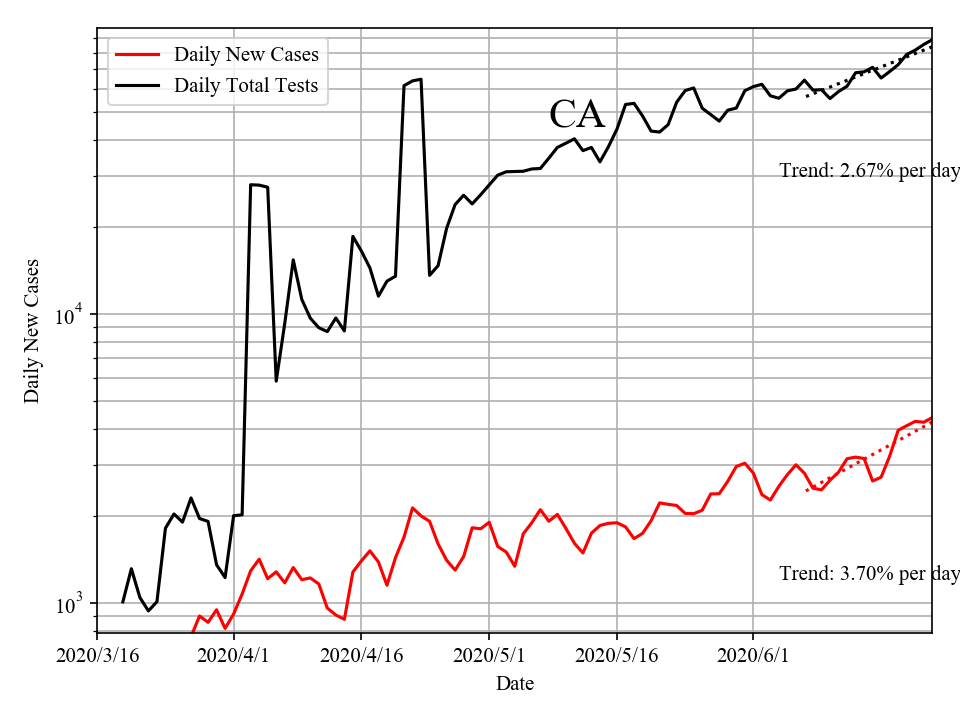 Daily New Cases
Daily Total Tests
CA
Trend: 2.67% per day
Trend: 3.70% per day
Daily New Cases
10^4
10^3
2020/3/16
2020/4/1
2020/4/16
2020/5/1
2020/5/16
2020/6/1
Date